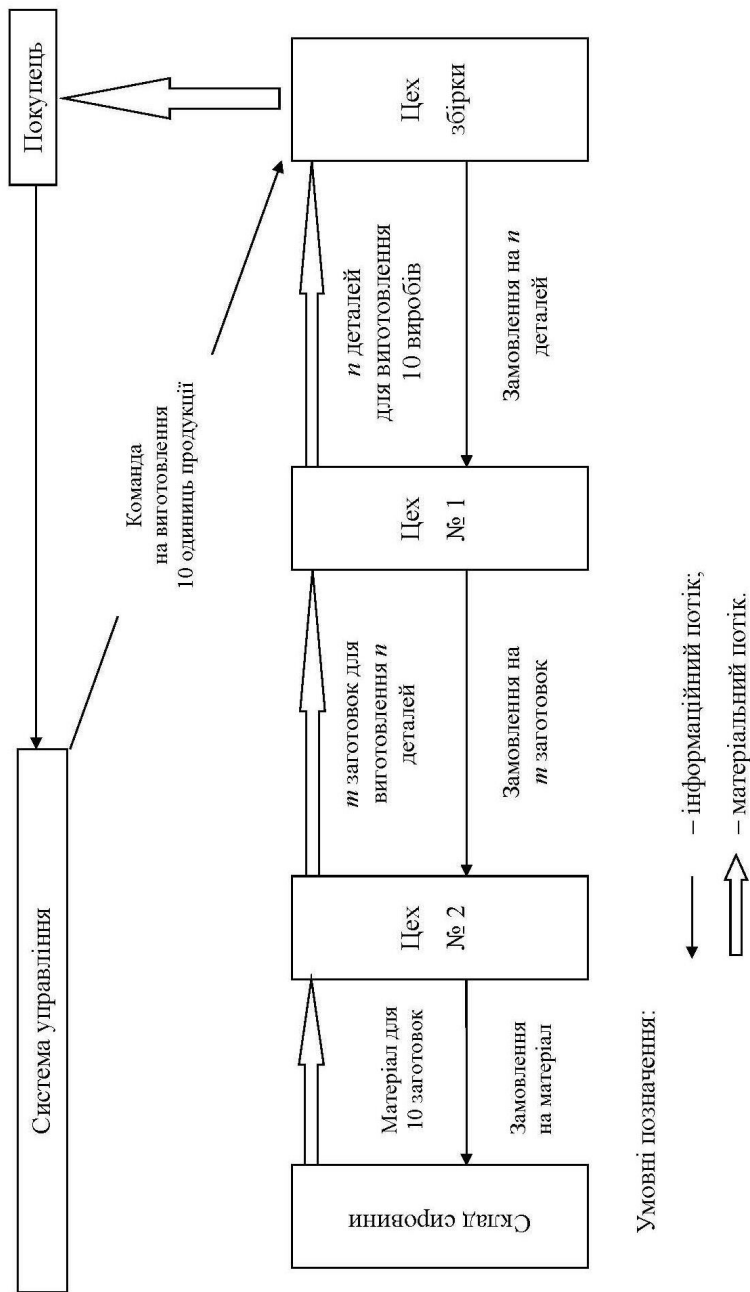 Система управління
Покупець
Команда
на виготовлення
10 одиниць продукції
Склад сировини
Матеріал для
10 заготовок
Замовлення
на матеріал
Цех
№ 2
m заготовок для
виготовлення n
деталей
Замовлення на
m заготовок
Цех
№ 1
n деталей
для виготовлення
10 виробів
Замовлення на n
деталей
Цех
збірки
Умовні позначення:
– інформаційний потік;
– матеріальний потік.